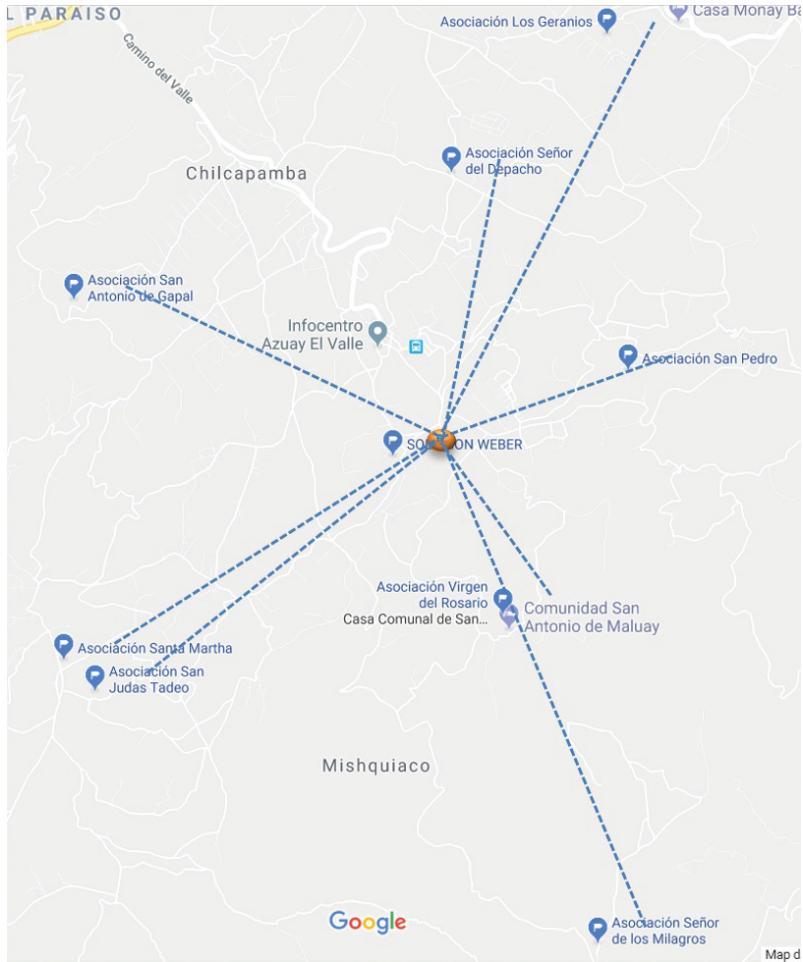 L PARAISO
Asociación Los Geranios
Casa Monay Ba
Camino del Valle
Asociación Señor
del Depacho
Chilcapamba
Asociación San
Antonio de Gapal
Infocentro
Azuay El Valle
Asociación San Pedro
ON WEBER
Asociación Virgen
del Rosario
Casa Comunal de San...
Comunidad San
Antonio de Maluay
Asociación Santa Martha
Asociación San
Judas Tadeo
Mishquiaco
Google
Asociación Señor
de los Milagros
Map d